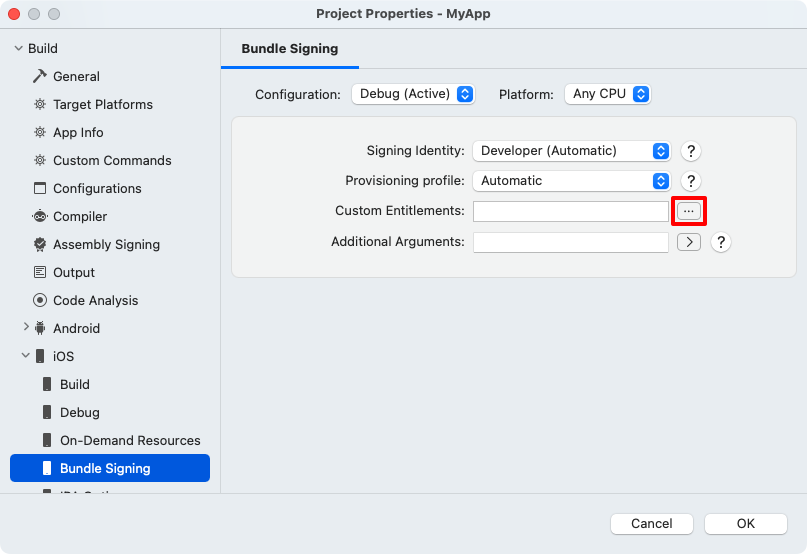 Project Properties – MyApp
Build
General
Target Platforms
App Info
Custom Commands
Configurations
Compiler
Assembly Signing
Output
Code Analysis
Android
iOS
Build
Debug
On-Demand Resources
Bundle Signing
Bundle Signing
Configuration: Debug (Active) Platform: Any CPU
Signing Identity: Developer (Automatic) ?
Provisioning profile: Automatic ?
Custom Entitlements: ...
Additional Arguments: > ?
Cancel OK